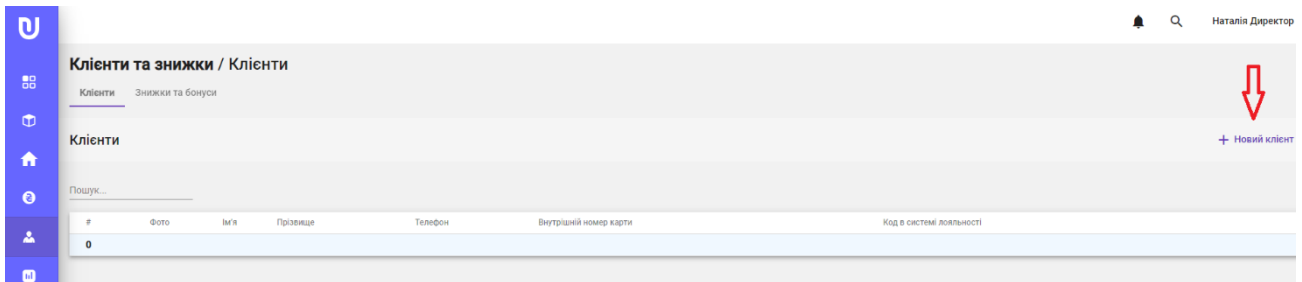 Наталія Директор
Клієнти та знижки / Клієнти
Клієнти Знижки та бонуси
Клієнти
+ Новий клієнт
Пошук...
# Фото Ім'я Прізвище Телефон Внутрішній номер карти Код в системі лояльності
0